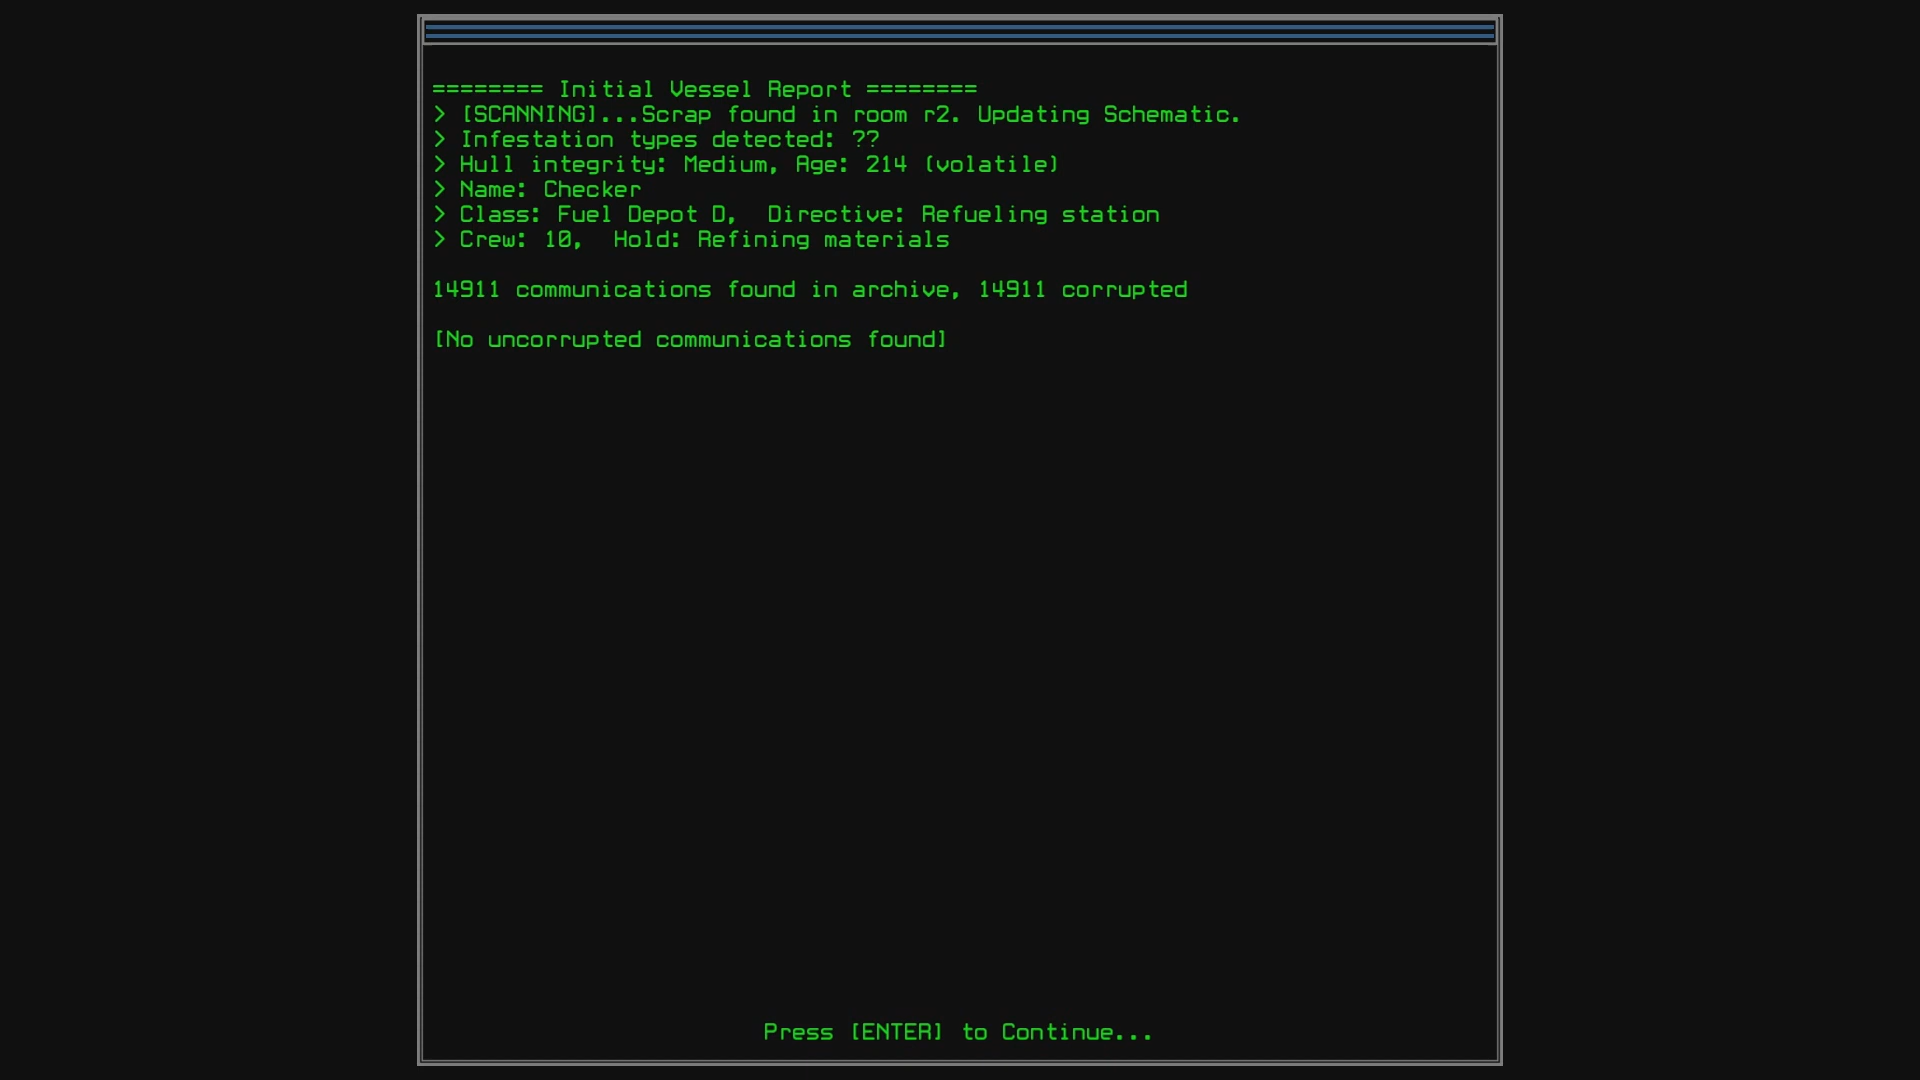 ======== Initial Vessel Report ========
> [SCANNING]...Scrap found in room r2. Updating Schematic.
> Infestation types detected: ??
> Hull integrity: Medium, Age: 214 (volatile)
> Name: Checker
> Class: Fuel Depot D,  Directive: Refueling station
> Crew: 10,  Hold: Refining materials
14911 communications found in archive, 14911 corrupted
[No uncorrupted communications found]
Press [ENTER] to Continue...